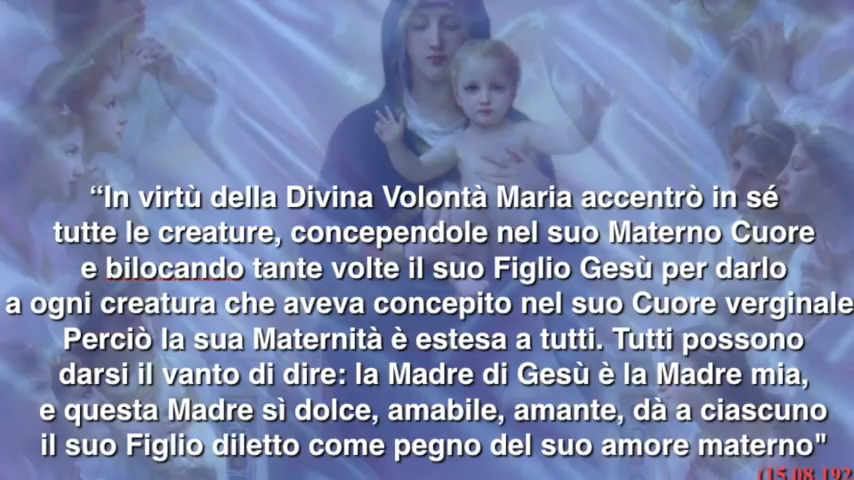 “In virtù della Divina Volontà Maria accentrò in sé
tutte le creature, concependole nel suo Materno Cuore
e bilocando tante volte il suo Figlio Gesù per darlo
a ogni creatura che aveva concepito nel suo Cuore verginale
Perciò la sua Maternità è estesa a tutti. Tutti possono
darsi il vanto di dire: la Madre di Gesù è la Madre mia,
e questa Madre sì dolce, amabile, amante, dà a ciascuno
il suo Figlio diletto come pegno del suo amore materno"
(15.08.192